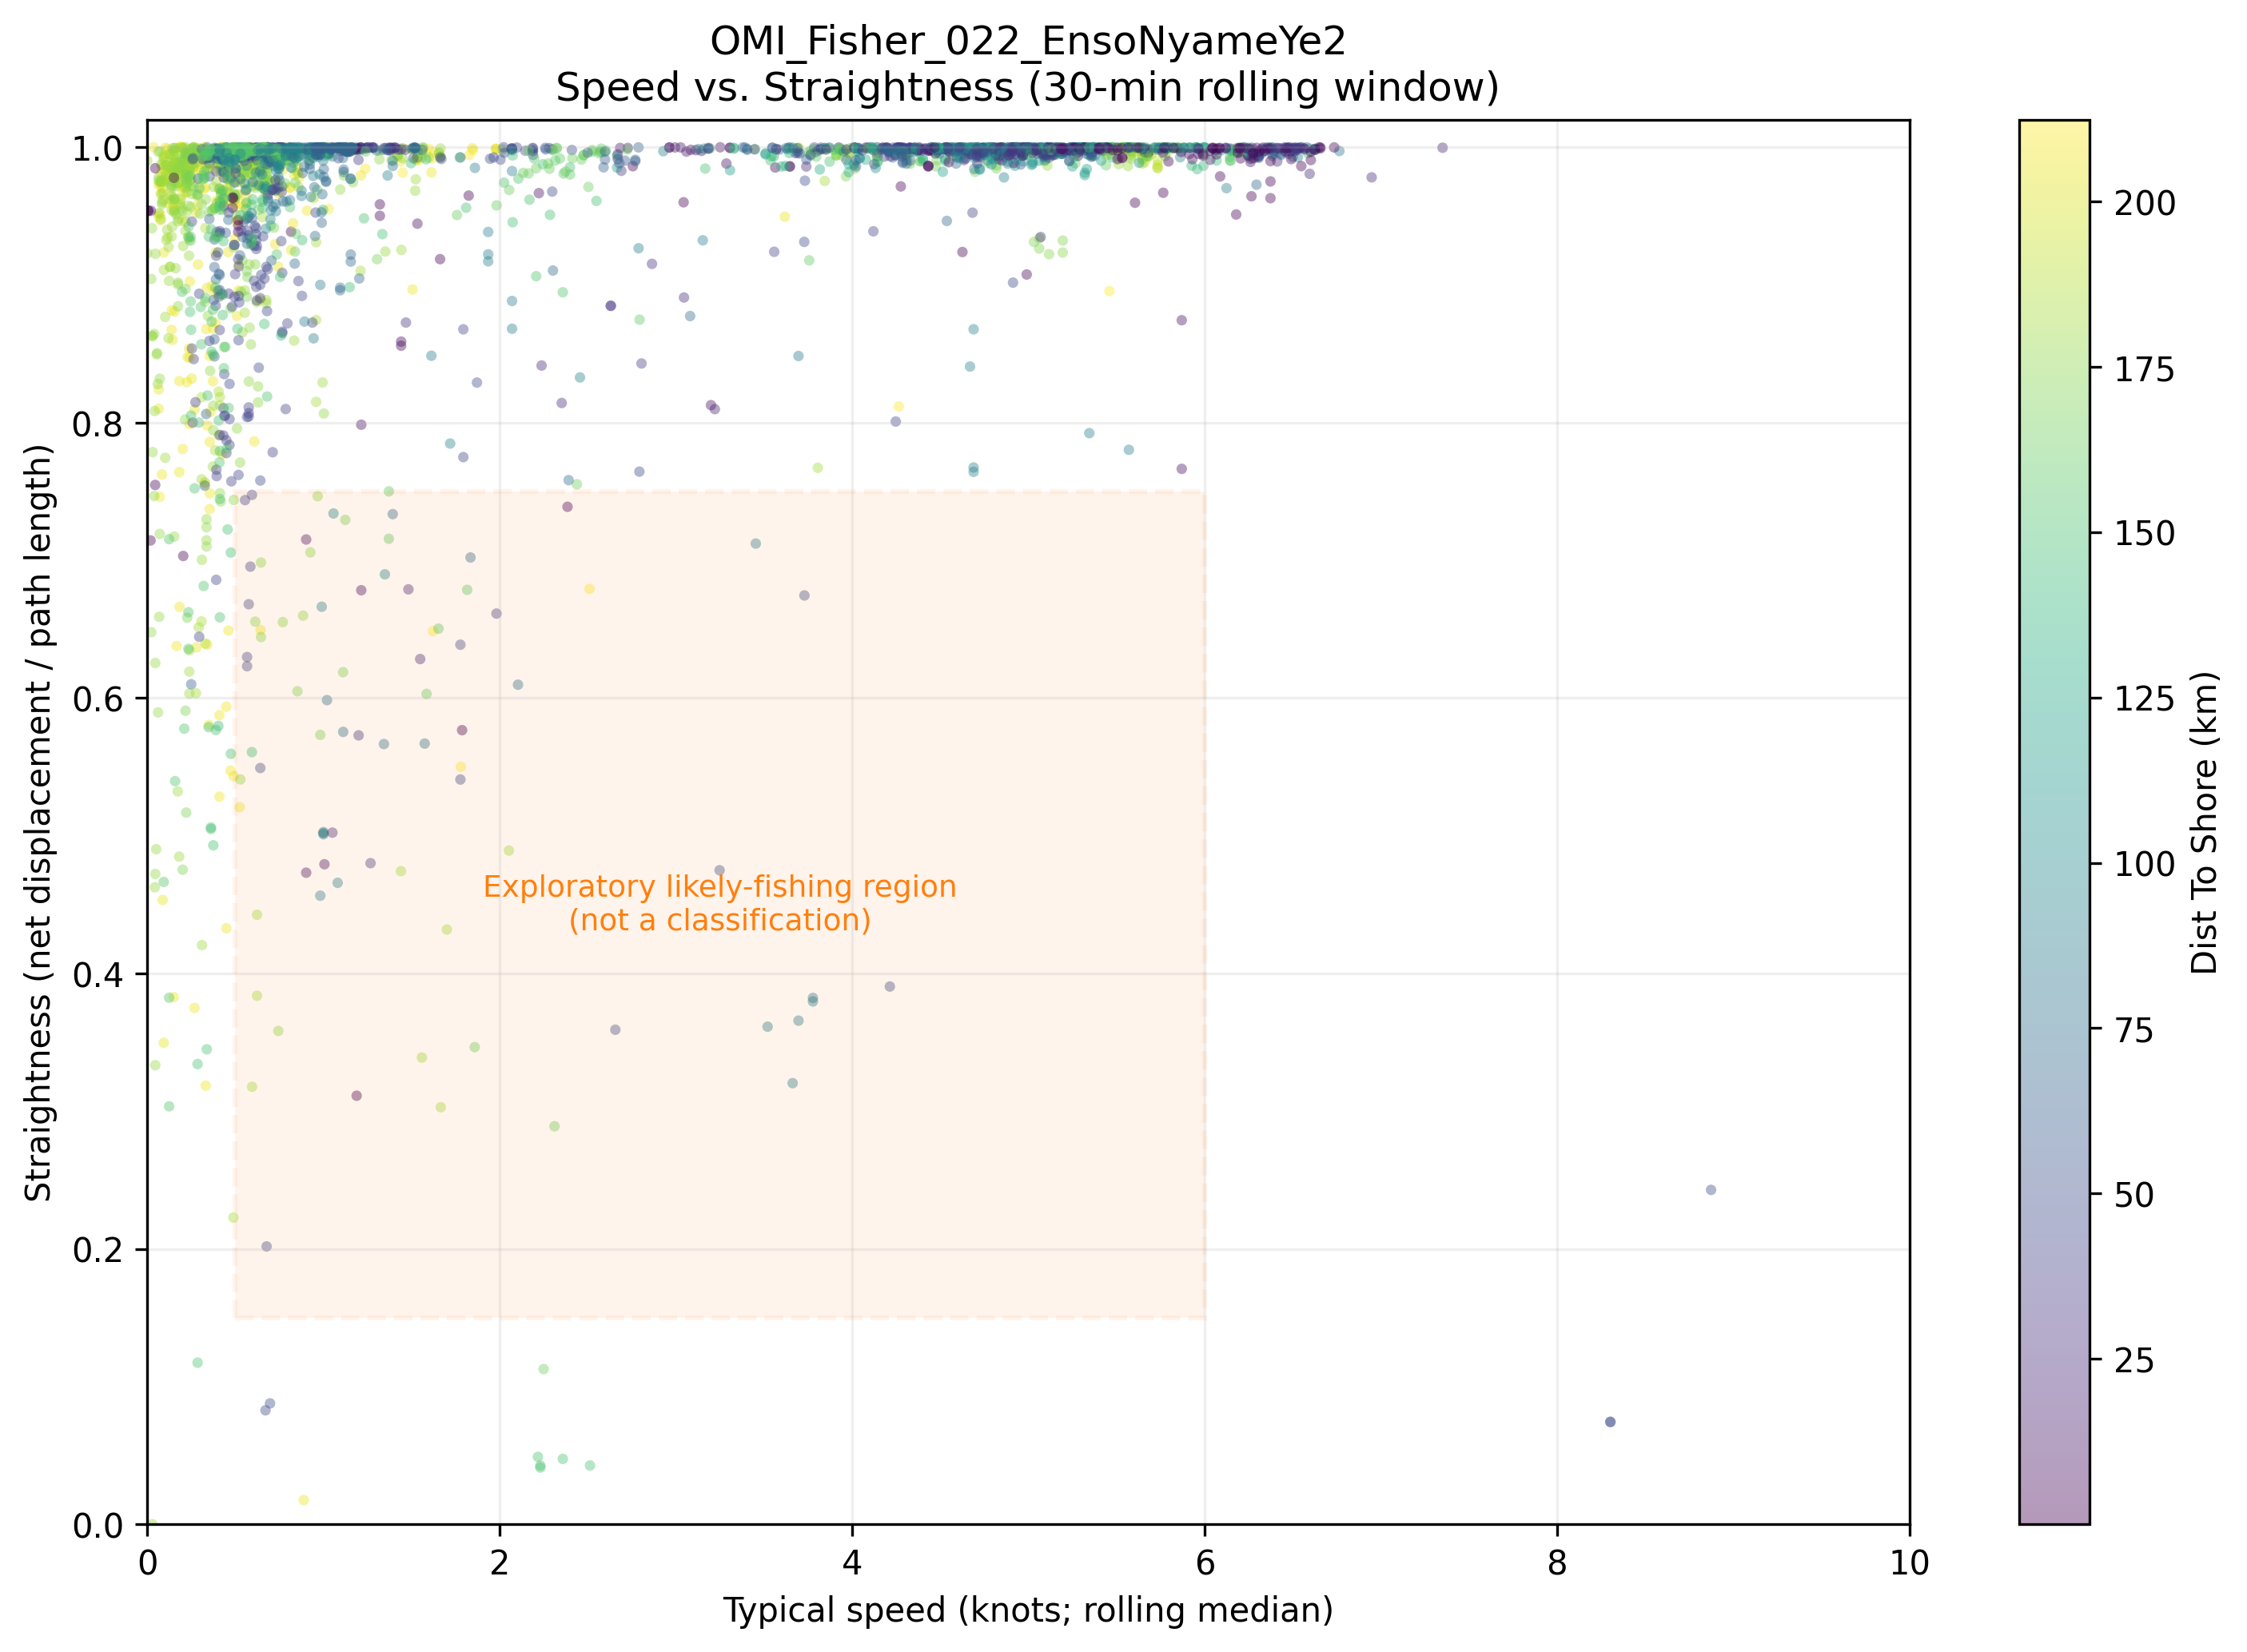 OMI_Fisher_022_EnsoNyameYe2
Speed vs. Straightness (30-min rolling window)
1.0
0.8
0.6
0.4
0.2
0.0
Straightness (net displacement / path length)
Exploratory likely-fishing region
(not a classification)
0
2
4
6
8
10
Typical speed (knots; rolling median)
200
175
150
125
100
75
50
25
Dist To Shore (km)